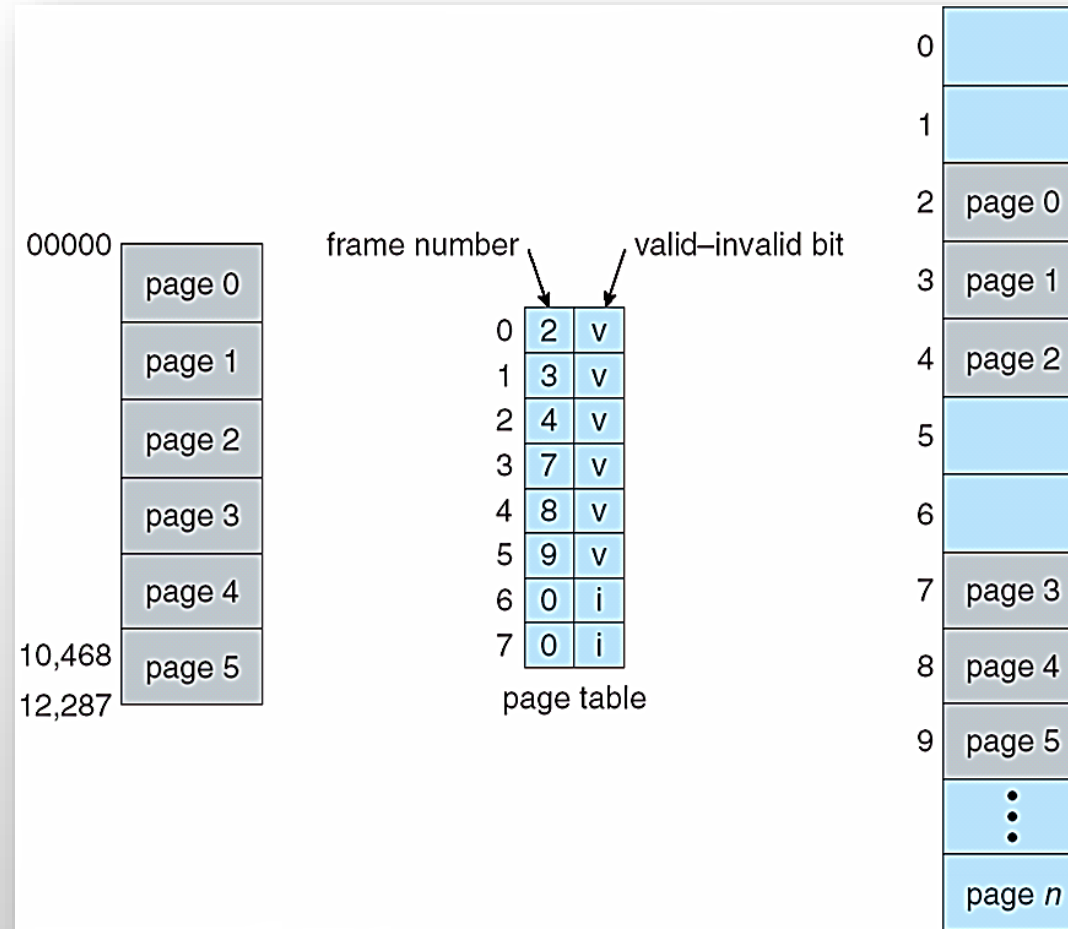 00000
page 0
page 1
page 2
page 3
page 4
10,468
page 5
12,287
frame number
valid–invalid bit
0 2 v
1 3 v
2 4 v
3 7 v
4 8 v
5 9 v
6 0 i
7 0 i
page table
0
1
2 page 0
3 page 1
4 page 2
5
6
7 page 3
8 page 4
9 page 5
page n